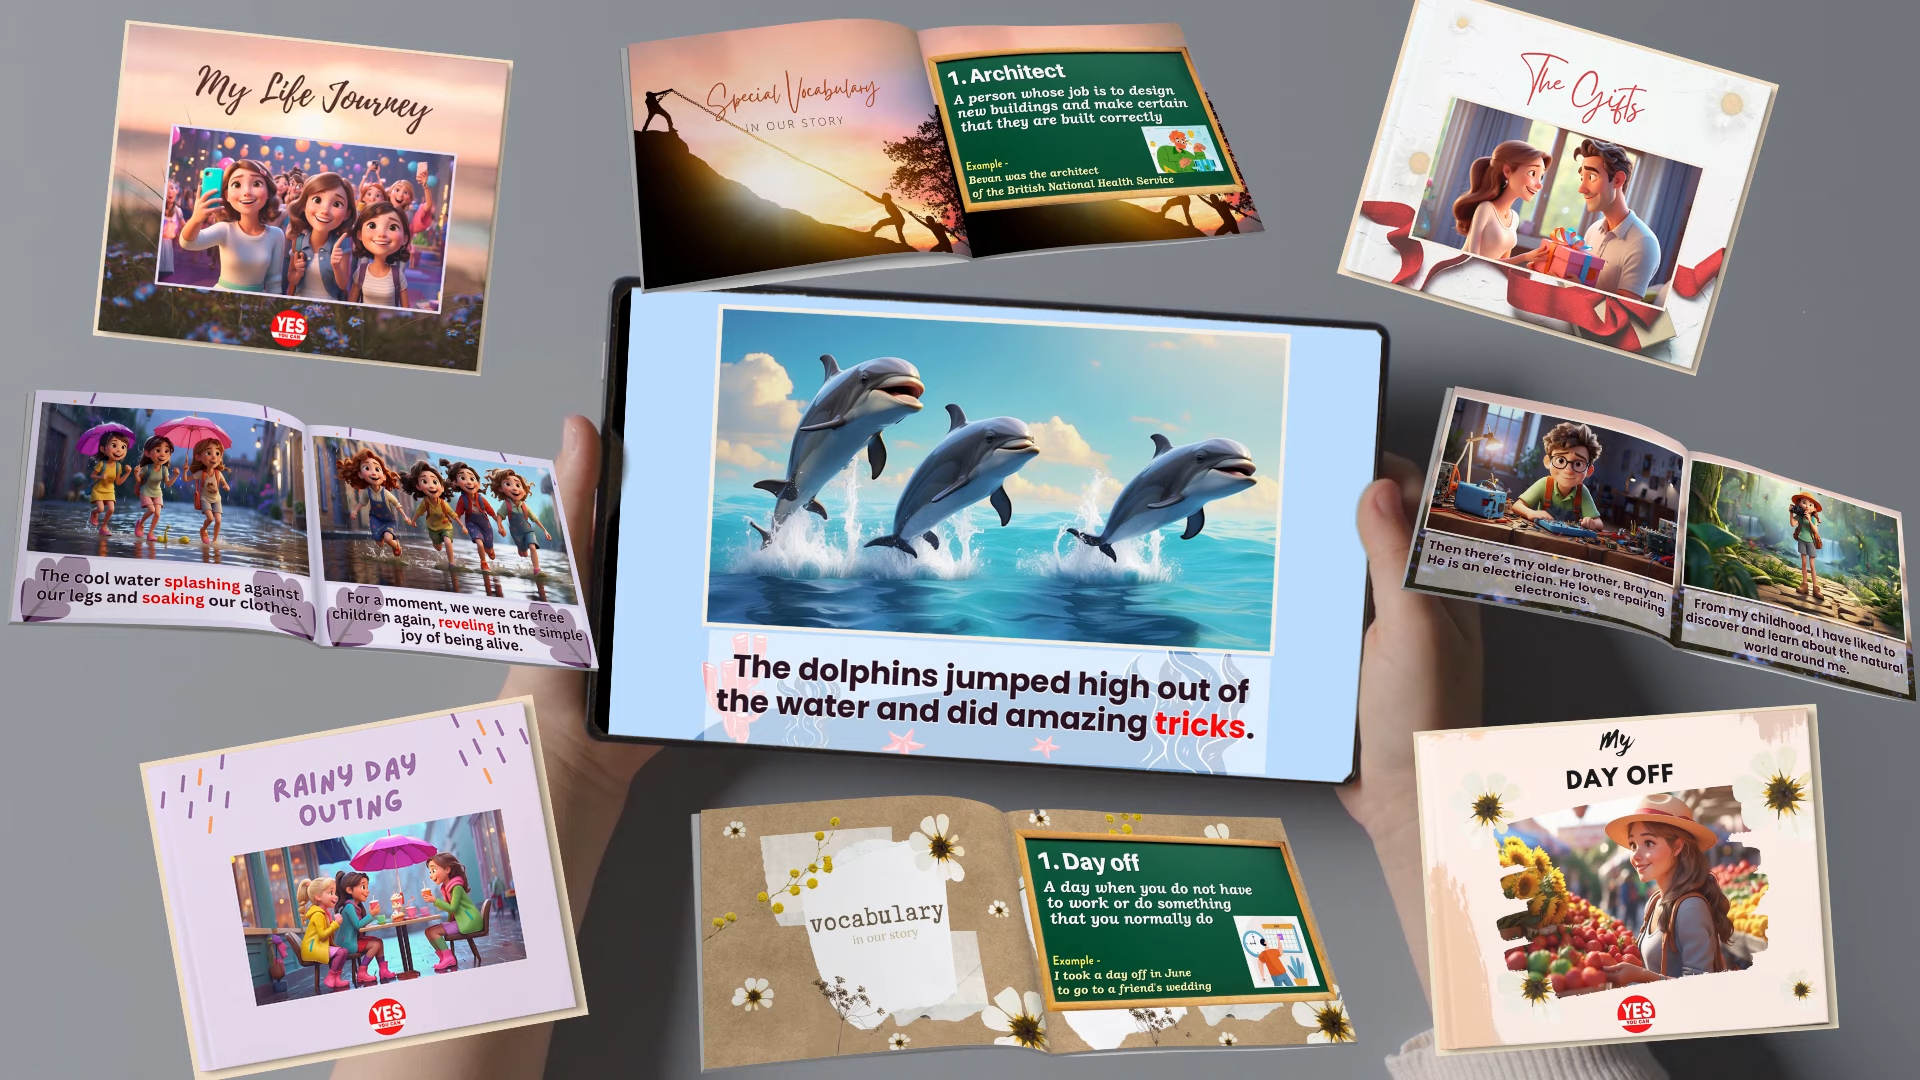 My Life Journey
YES
YOU CAN
Special Vocabulary
IN OUR STORY
1. Architect
A person whose job is to design
new buildings and make certain
that they are built correctly
Example -
Bevan was the architect
of the British National Health Service
The Gifts
The cool water splashing against
our legs and soaking our clothes.
For a moment, we were carefree
children again, reveling in the simple
joy of being alive.
The dolphins jumped high out of
the water and did amazing tricks.
Then there's my older brother, Brayan.
He is an electrician. He loves repairing
electronics.
From my childhood, I have liked to
discover and learn about the natural
world around me.
RAINY DAY
OUTING
YES
YOU CAN
vocabulary
in our story
1. Day off
A day when you do not have
to work or do something
that you normally do
Example -
I took a day off in June
to go to a friend's wedding
My
DAY OFF
YES
YOU CAN